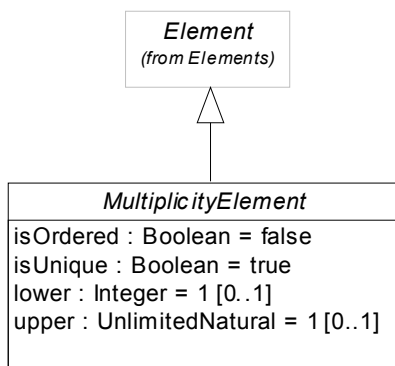 Element
(from Elements)
MultiplicityElement
isOrdered : Boolean = false
isUnique : Boolean = true
lower : Integer = 1 [0..1]
upper : UnlimitedNatural = 1 [0..1]